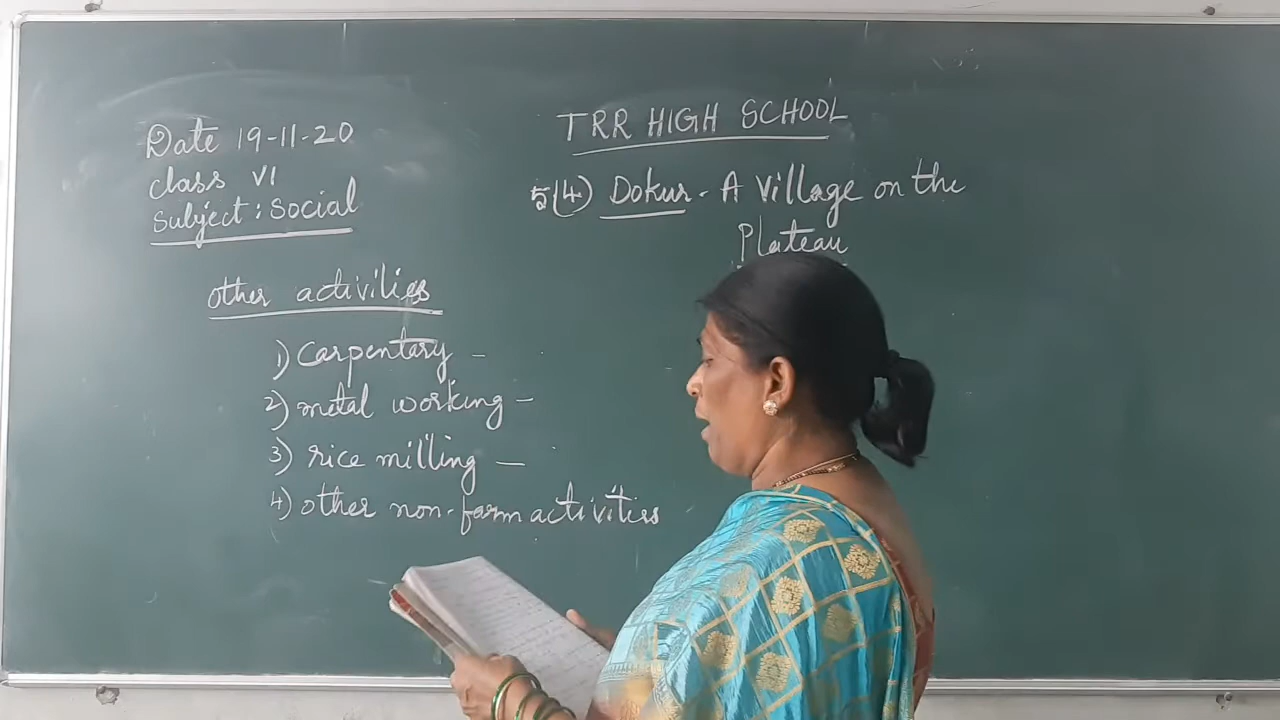 Date 19-11-20
class VI
Subject: Social
TRR HIGH SCHOOL
5(4) Dokur - A Village on the
Plateau
Other activities
1) Carpentary -
2) metal working -
3) rice milling -
4) other non-farm activities